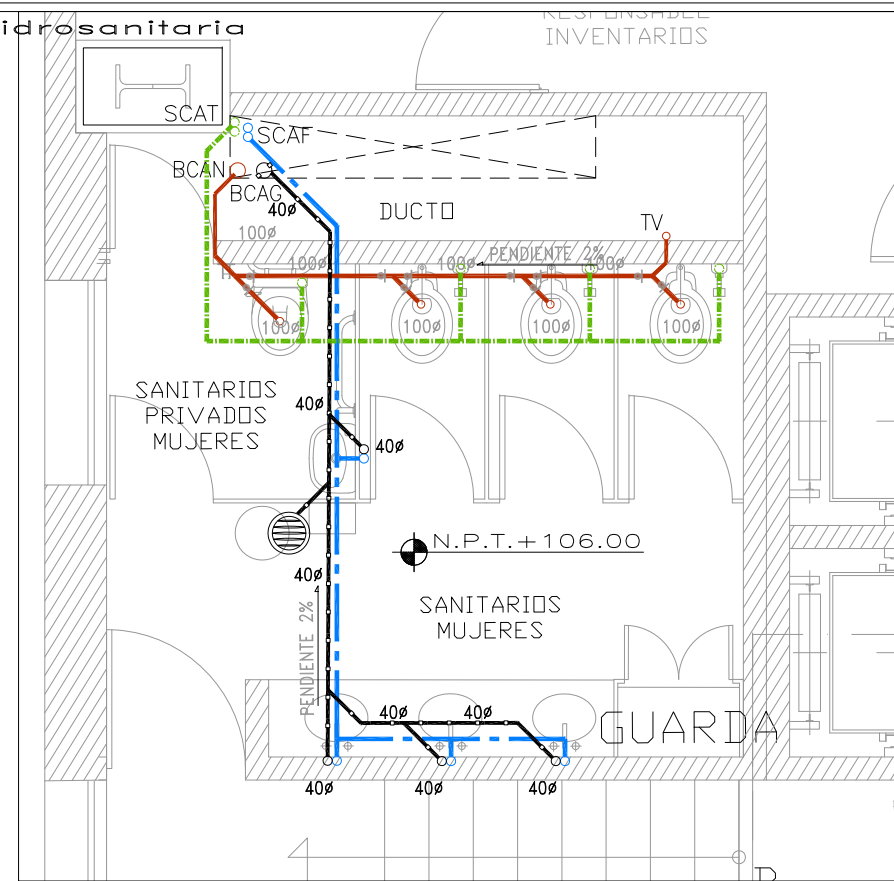 idrosanitaria
RESPONSABLE
INVENTARIOS
SCAT
SCAF
BCAN
BCAG
40ø
DUCTO
TV
100ø
PENDIENTE 2%
100ø
100ø
100ø
100ø
100ø
100ø
100ø
SANITARIOS
PRIVADOS
MUJERES
40ø
40ø
N.P.T.+106.00
40ø
SANITARIOS
MUJERES
PENDIENTE 2%
40ø
40ø
GUARDA
40ø
40ø
40ø